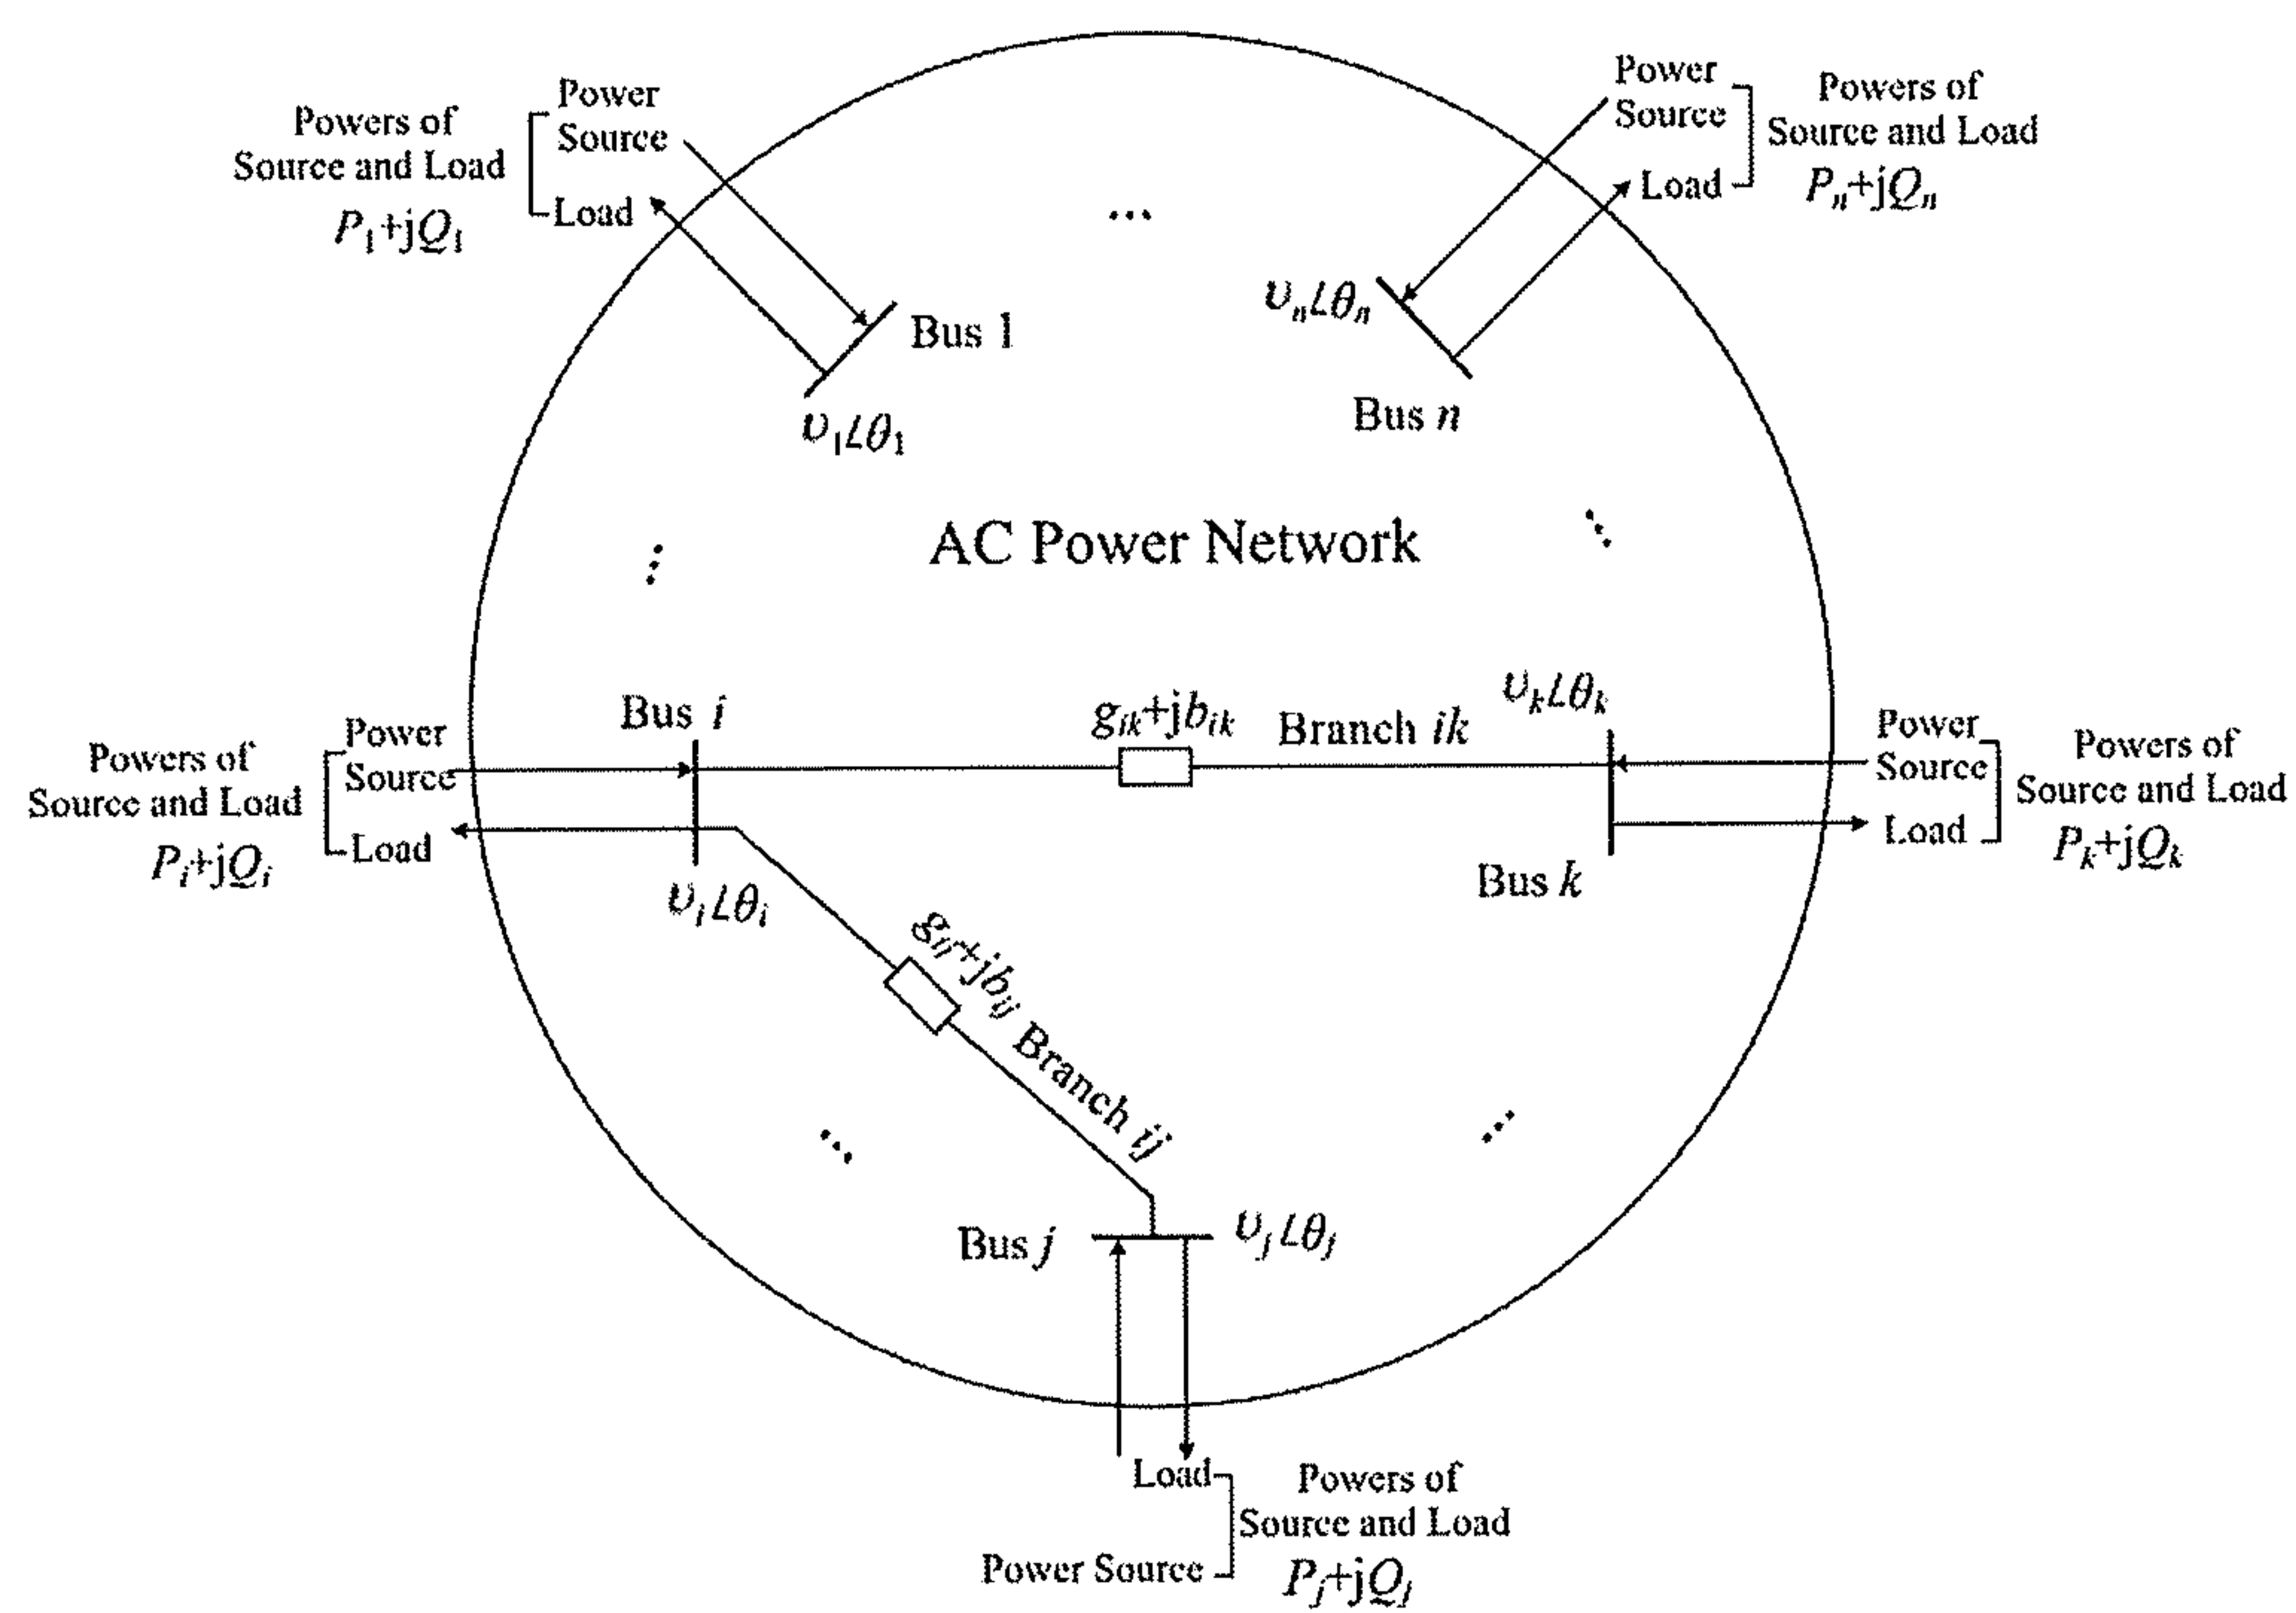 Powers of
Source and Load
P₁+jQ₁
Power
Source
Load
Bus 1
υ₁∠θ₁
...
Power
Source
Load
Powers of
Source and Load
Pₙ+jQₙ
υₙ∠θₙ
Bus n
AC Power Network
...
...
Powers of
Source and Load
Pᵢ+jQᵢ
Power
Source
Load
Bus i
υᵢ∠θᵢ
gᵢₖ+jbᵢₖ
Branch ik
υₖ∠θₖ
Bus k
Power
Source
Load
Powers of
Source and Load
Pₖ+jQₖ
gᵢⱼ+jbᵢⱼ Branch ij
...
...
Bus j
υⱼ∠θⱼ
Load
Power Source
Powers of
Source and Load
Pⱼ+jQⱼ